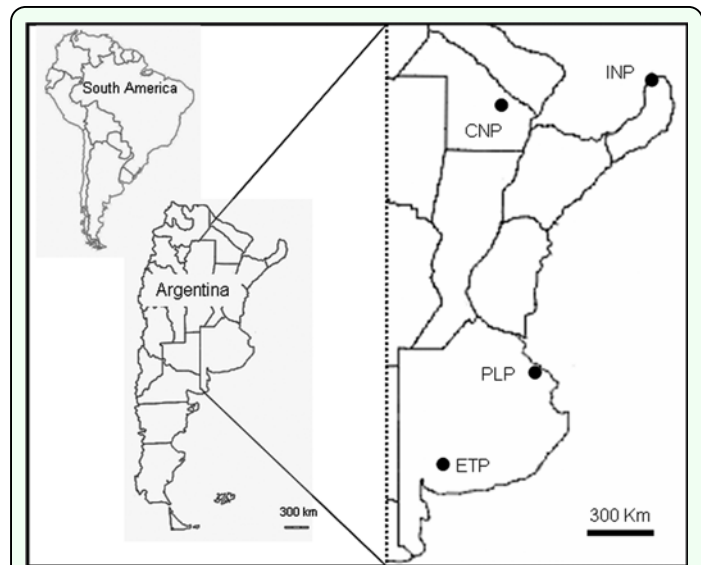 South America
Argentina
300 km
INP
CNP
PLP
ETP
300 Km